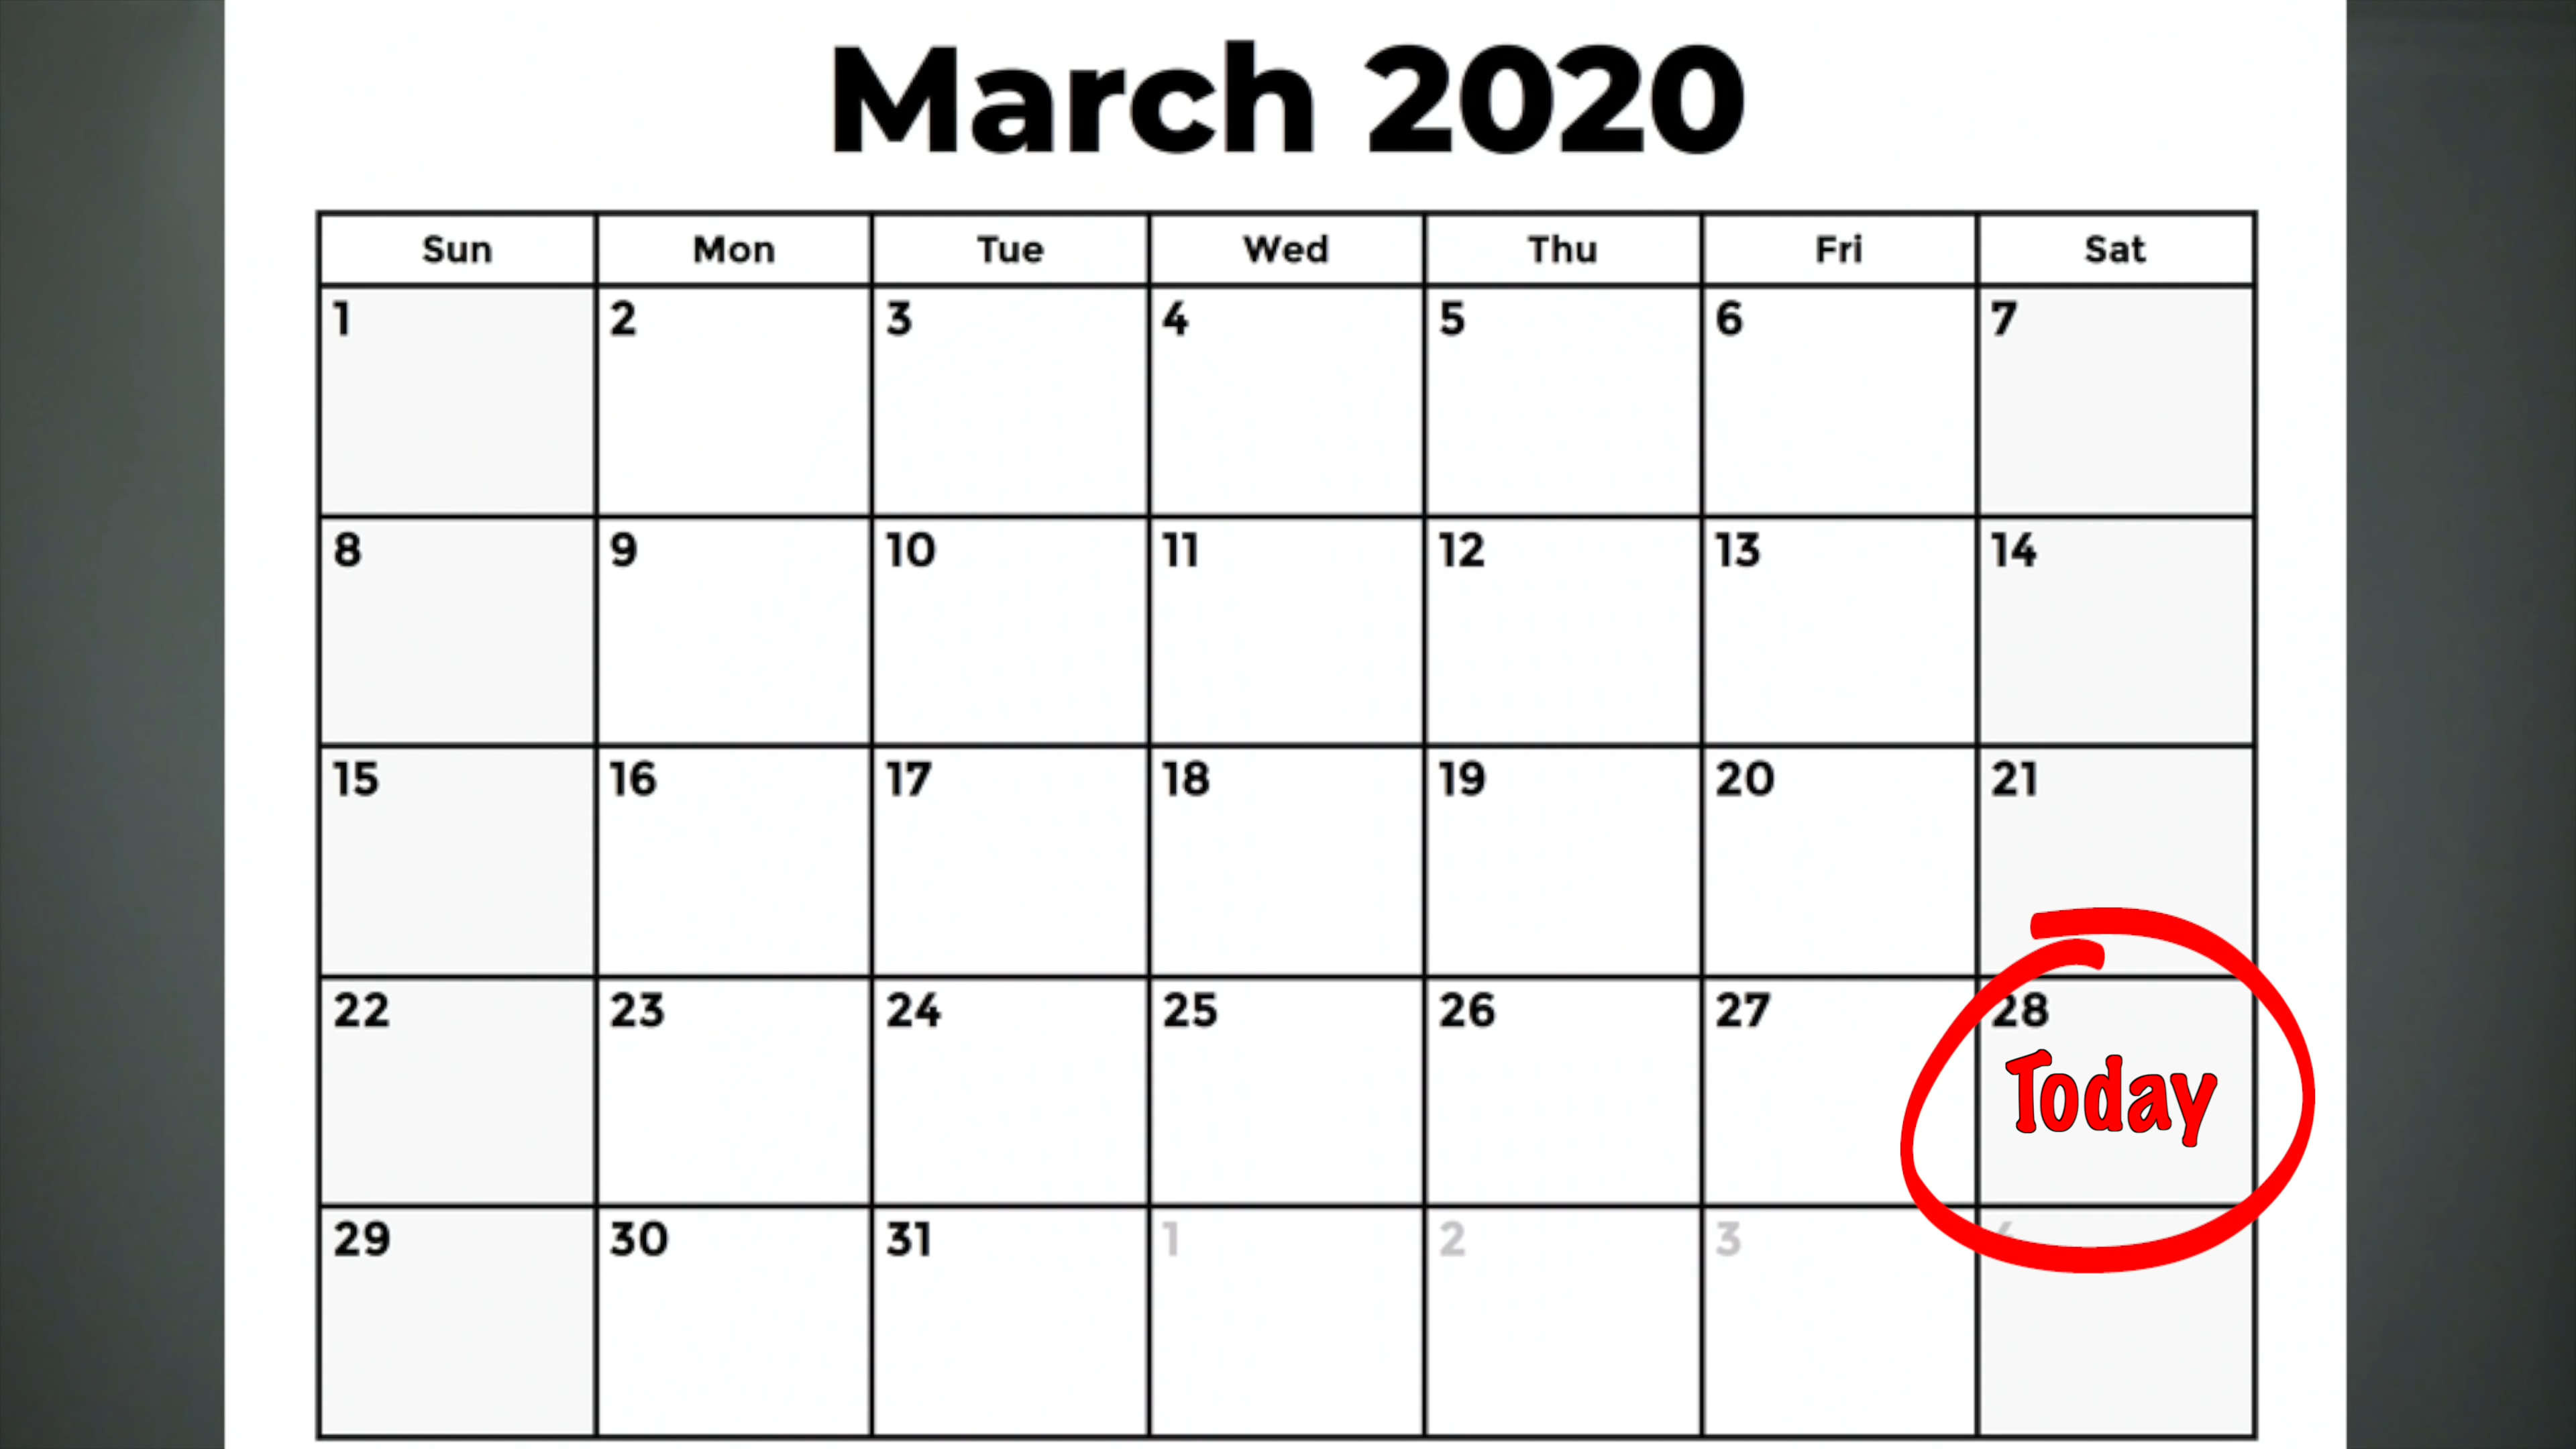 March 2020
Sun Mon Tue Wed Thu Fri Sat
1 2 3 4 5 6 7
8 9 10 11 12 13 14
15 16 17 18 19 20 21
22 23 24 25 26 27 28
Today
29 30 31 1 2 3